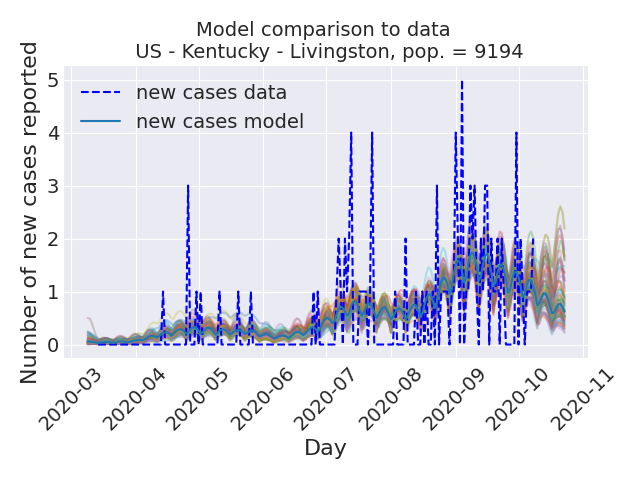 Model comparison to data
US - Kentucky - Livingston, pop. = 9194
Number of new cases reported
5
4
3
2
1
0
new cases data
new cases model
2020-03
2020-04
2020-05
2020-06
2020-07
2020-08
2020-09
2020-10
2020-11
Day